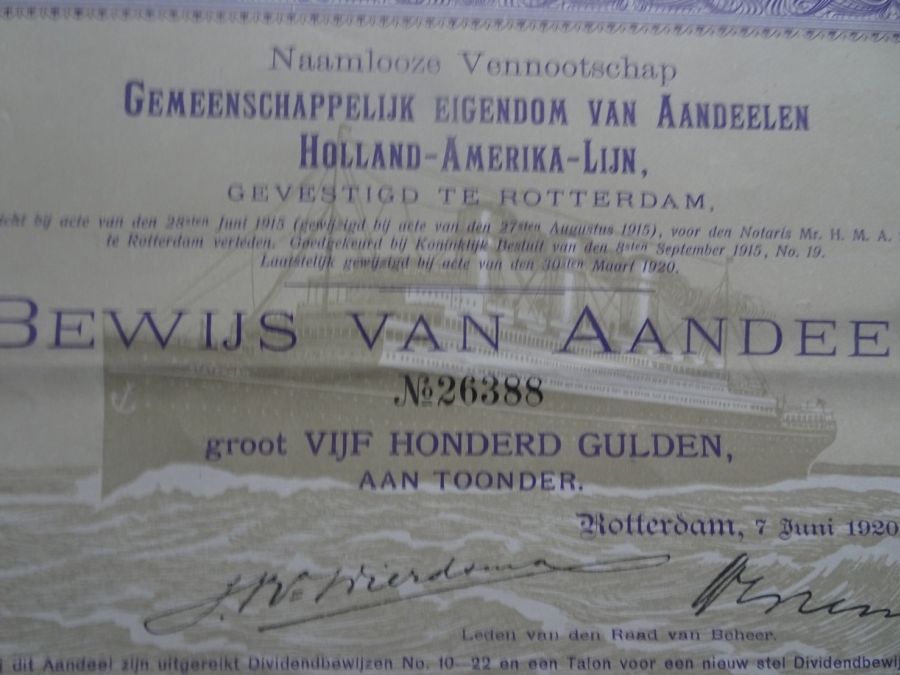 Naamlooze Vennootschap
GEMEENSCHAPPELIJK EIGENDOM VAN AANDEELEN
HOLLAND-AMERIKA-LIJN,
GEVESTIGD TE ROTTERDAM,
icht bij acte van den 28sten Juni 1915 (gewijzigd bij acte van den 27sten Augustus 1915), voor den Notaris Mr. H. M. A.
te Rotterdam verleden. Goedgekeurd bij Koninklijk Besluit van den 8sten September 1915, No. 19.
Laatstelijk gewijzigd bij acte van den 30sten Maart 1920.
BEWIJS VAN AANDEE
No 26388
groot VIJF HONDERD GULDEN,
AAN TOONDER.
Rotterdam, 7 Juni 1920
J. Wierdsma
Leden van den Raad van Beheer.
j dit Aandeel zijn uitgereikt Dividendbewijzen No. 10—22 en een Talon voor een nieuw stel Dividendbewij